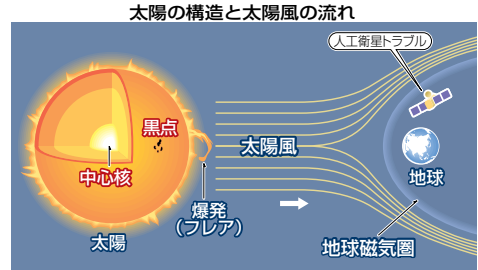 太陽の構造と太陽風の流れ
人工衛星トラブル
黒点
太陽風
中心核
地球
爆発
(フレア)
太陽
地球磁気圏